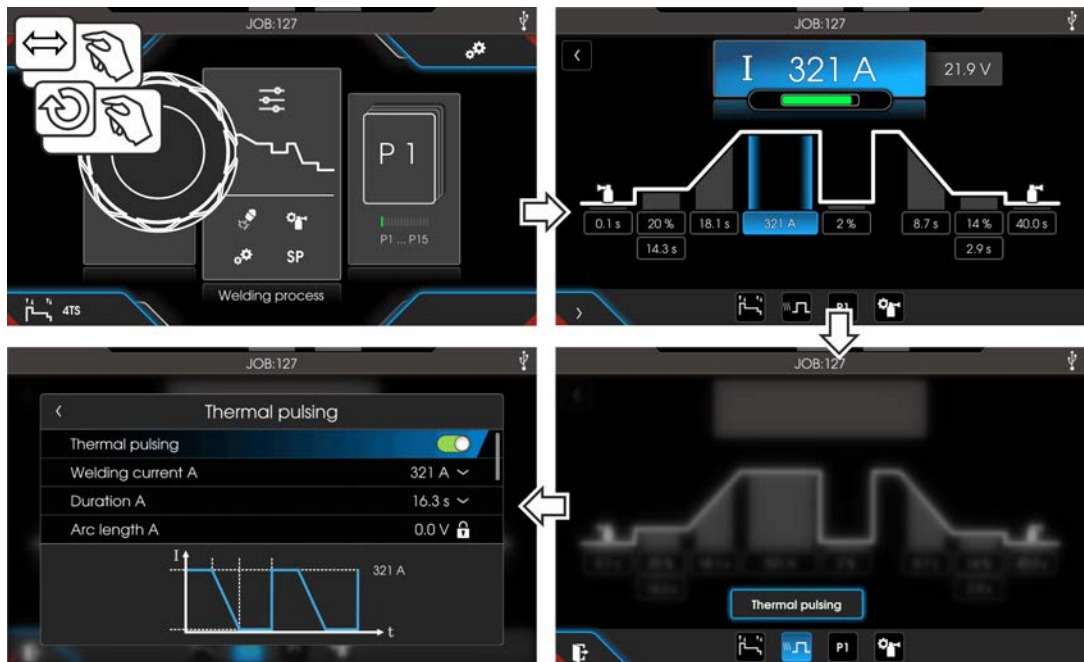 JOB:127
P 1
P1 ... P15
SP
Welding process
4TS
JOB:127
I 321 A
21.9 V
0.1 s 20 % 18.1 s 321 A 2 % 8.7 s 14 % 40.0 s
14.3 s 2.9 s
P1
JOB:127
Thermal pulsing
Thermal pulsing
Welding current A 321 A
Duration A 16.3 s
Arc length A 0.0 V
I
321 A
t
JOB:127
Thermal pulsing
P1